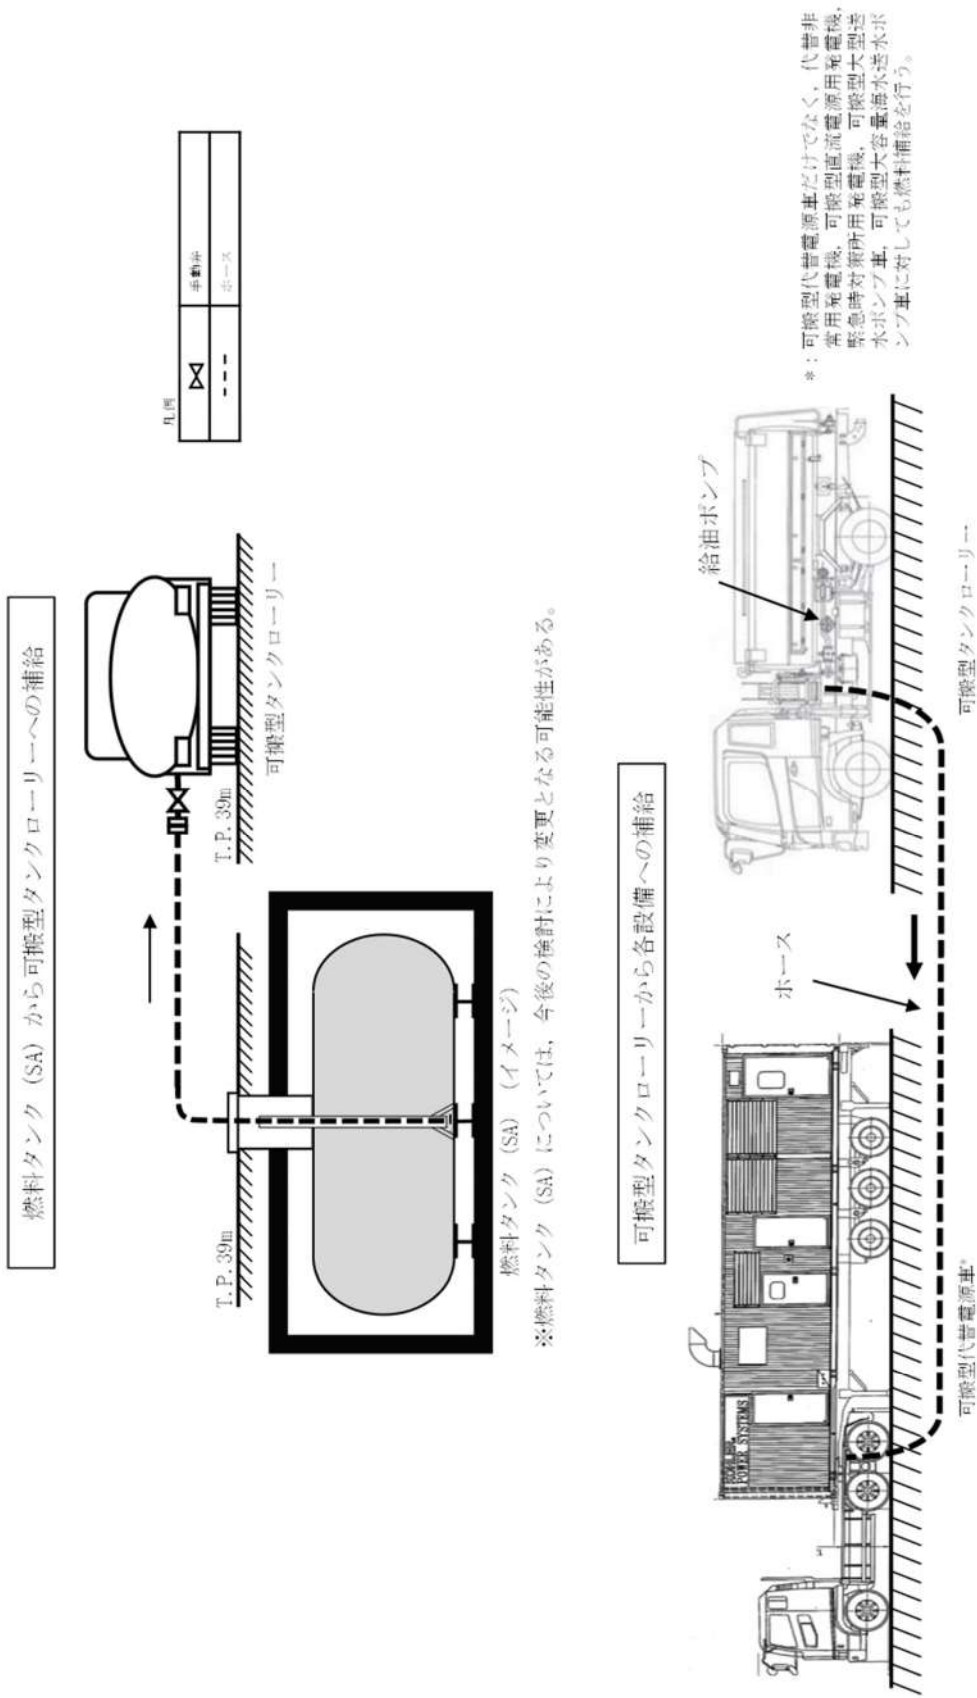 燃料タンク（SA）から可搬型タンクローリーへの補給
凡例
手動弁
ホース
T.P.39m
T.P.39m
可搬型タンクローリー
燃料タンク（SA）（イメージ）
※燃料タンク（SA）については，今後の検討により変更となる可能性がある。
可搬型タンクローリーから各設備への補給
ホース
給油ポンプ
POWER SYSTEMS
可搬型代替電源車*
可搬型タンクローリー
*：可搬型代替電源車だけでなく，代替非
常用発電機，可搬型直流電源用発電機，
緊急時対策所用発電機，可搬型大型送
水ポンプ車，可搬型大容量海水送水ポ
ンプ車に対しても燃料補給を行う。